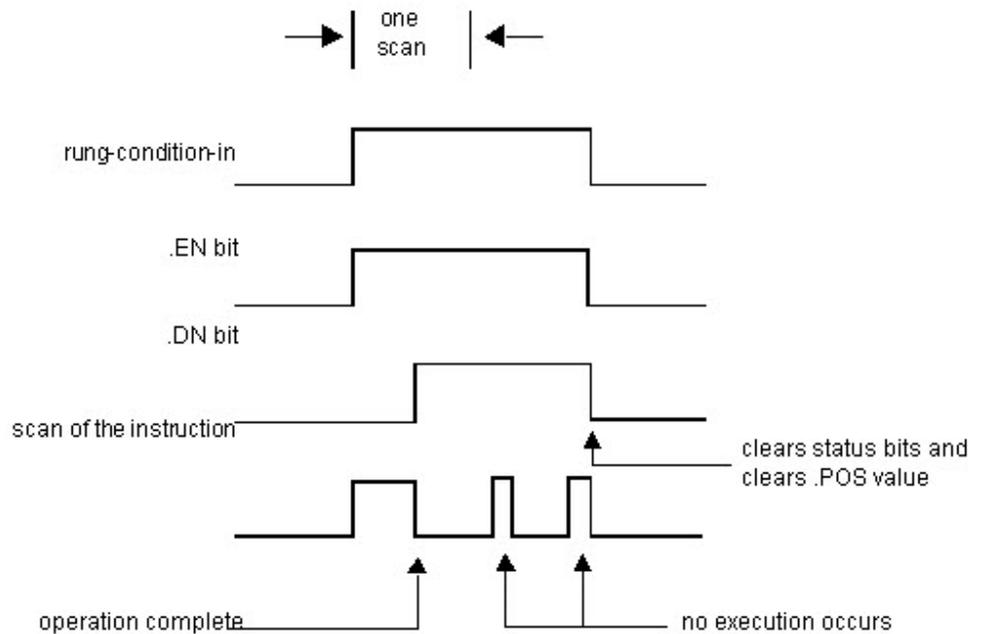 one
scan
rung-condition-in
.EN bit
.DN bit
scan of the instruction
clears status bits and
clears .POS value
operation complete
no execution occurs